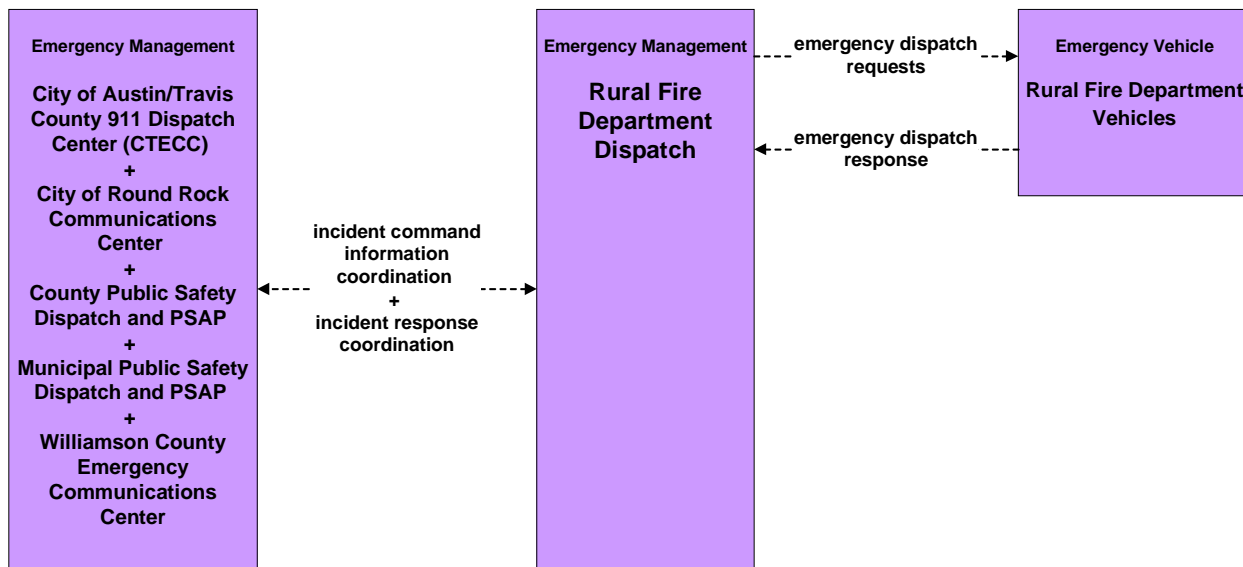 Emergency Management
City of Austin/Travis
County 911 Dispatch
Center (CTECC)
+
City of Round Rock
Communications
Center
+
County Public Safety
Dispatch and PSAP
+
Municipal Public Safety
Dispatch and PSAP
+
Williamson County
Emergency
Communications
Center
incident command
information
coordination
+
incident response
coordination
Emergency Management
Rural Fire
Department
Dispatch
emergency dispatch
requests
emergency dispatch
response
Emergency Vehicle
Rural Fire Department
Vehicles